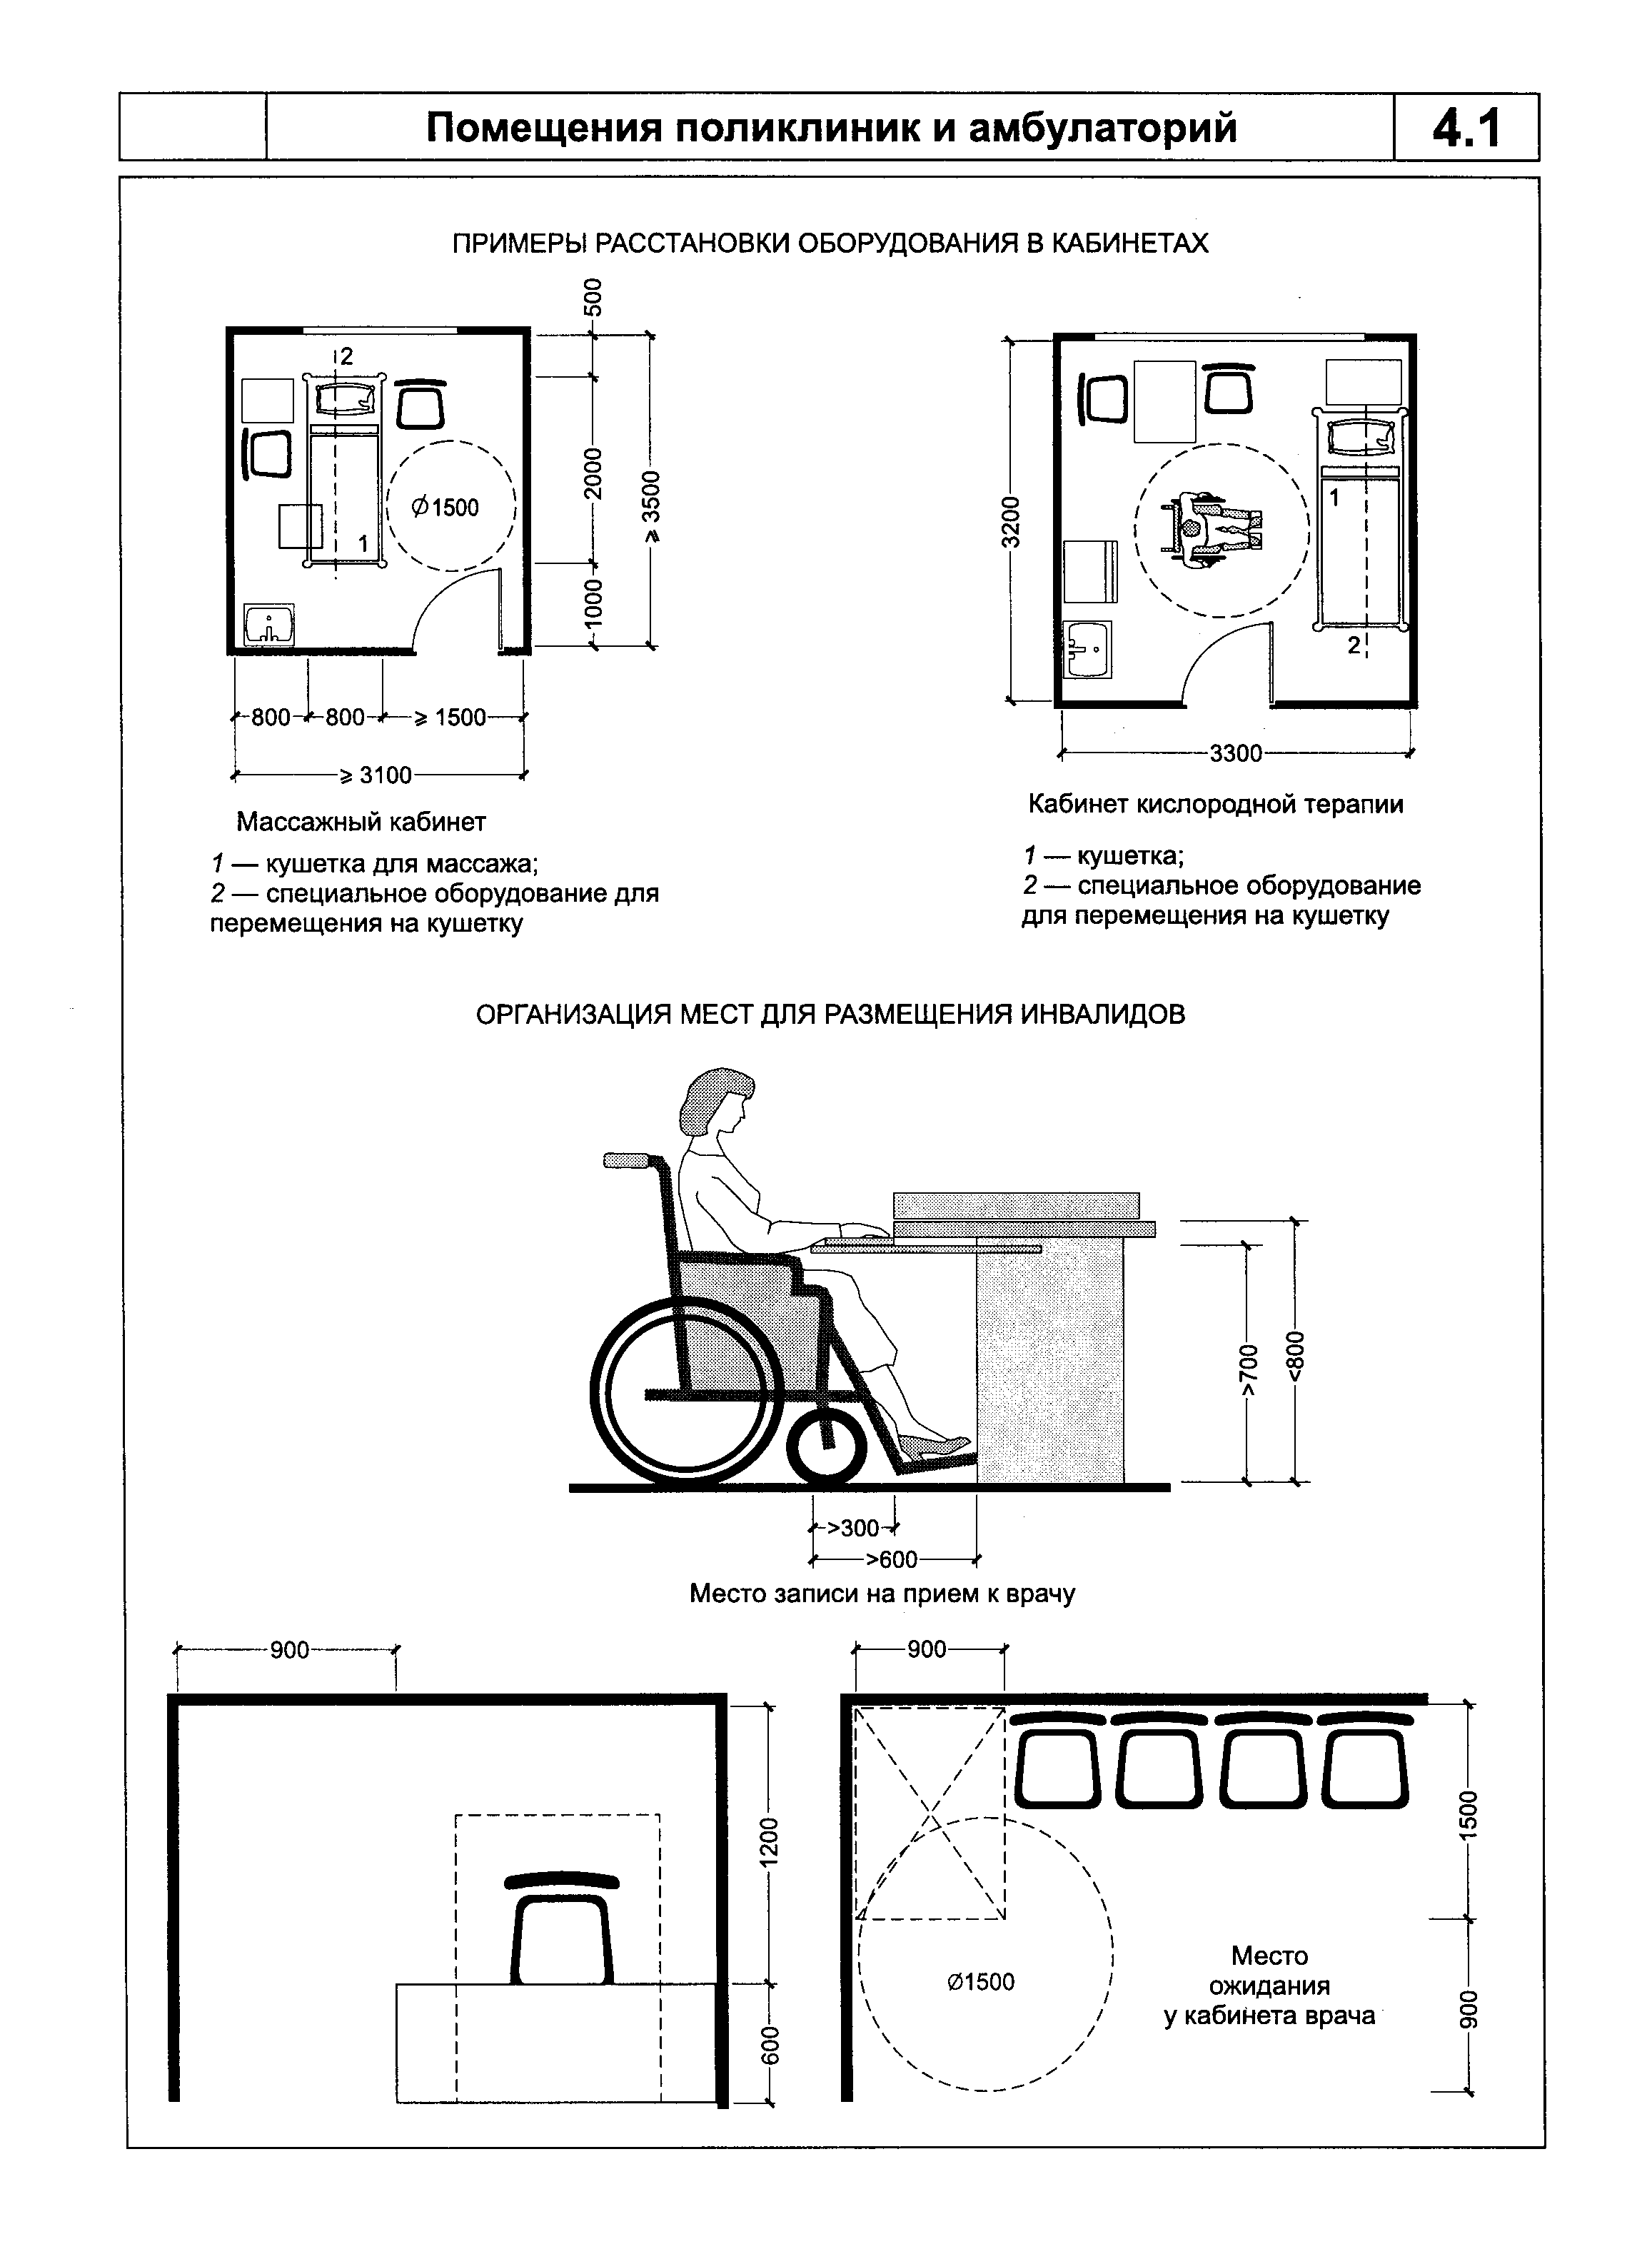 Помещения поликлиник и амбулаторий
4.1
ПРИМЕРЫ РАССТАНОВКИ ОБОРУДОВАНИЯ В КАБИНЕТАХ
500
2
2000
⩾ 3500
∅1500
1
1000
800
800
⩾ 1500
⩾ 3100
Массажный кабинет
1 — кушетка для массажа;
2 — специальное оборудование для
перемещения на кушетку
3200
1
2
3300
Кабинет кислородной терапии
1 — кушетка;
2 — специальное оборудование
для перемещения на кушетку
ОРГАНИЗАЦИЯ МЕСТ ДЛЯ РАЗМЕЩЕНИЯ ИНВАЛИДОВ
>700
<800
>300
>600
Место записи на прием к врачу
900
1200
600
900
1500
∅1500
Место
ожидания
у кабинета врача
900